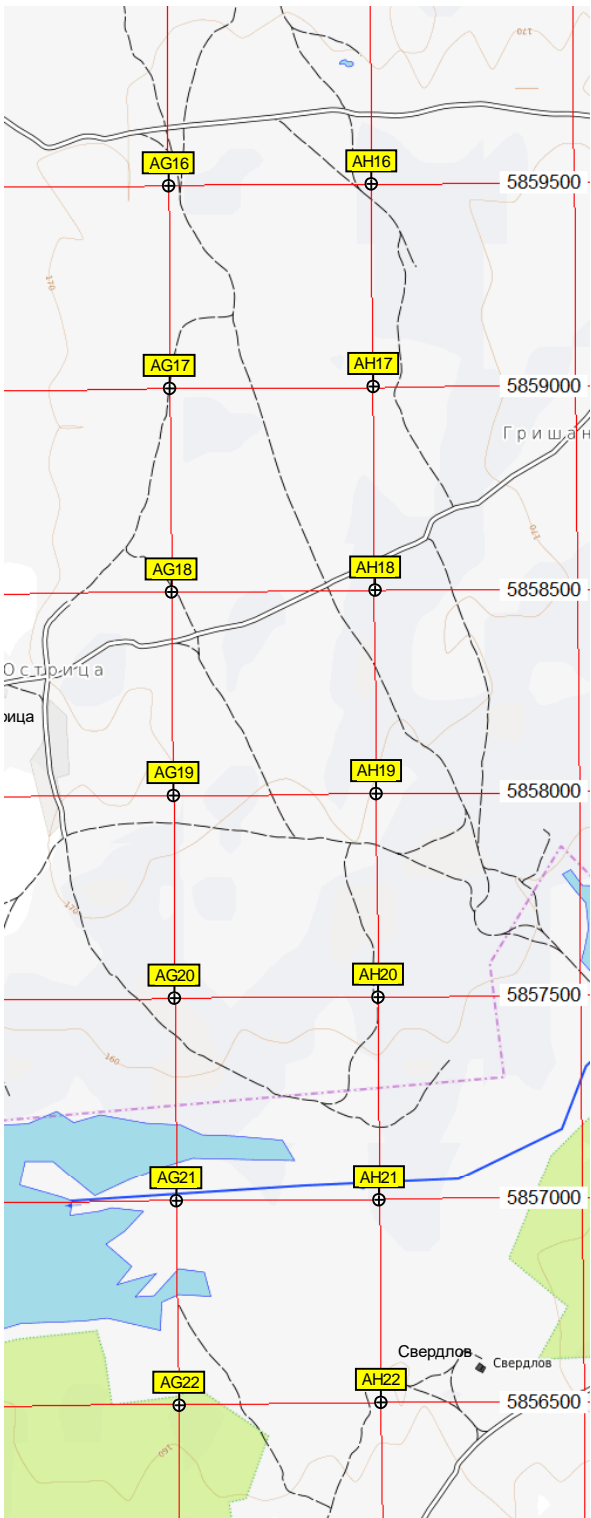 170
AG16
AH16
5859500
170
AG17
AH17
5859000
Гришан
170
AG18
AH18
5858500
Острица
рица
AG19
AH19
5858000
170
AG20
AH20
5857500
160
AG21
AH21
5857000
Свердлов
Свердлов
AG22
AH22
5856500
160